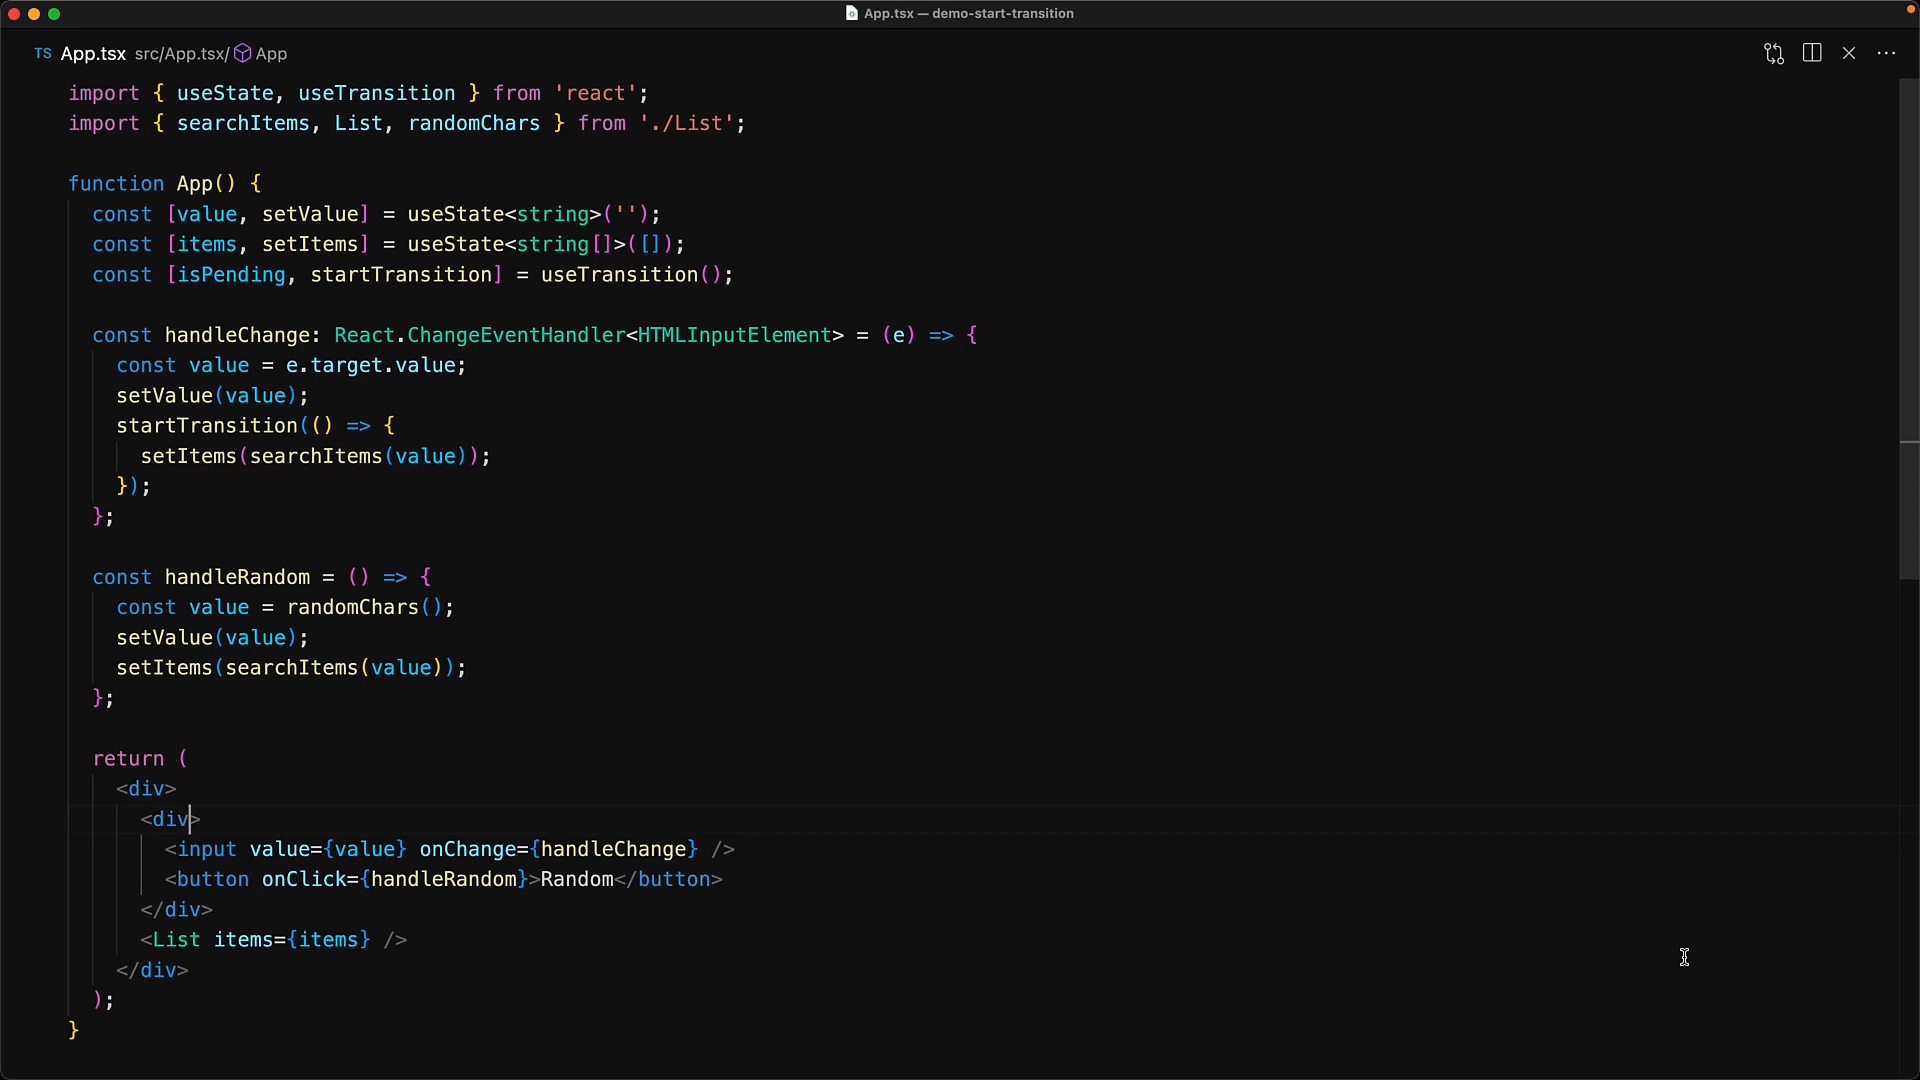 App.tsx — demo-start-transition
TS App.tsx src/App.tsx/ App
import { useState, useTransition } from 'react';
import { searchItems, List, randomChars } from './List';
function App() {
const [value, setValue] = useState<string>('');
const [items, setItems] = useState<string[]>([]);
const [isPending, startTransition] = useTransition();
const handleChange: React.ChangeEventHandler<HTMLInputElement> = (e) => {
const value = e.target.value;
setValue(value);
startTransition(() => {
setItems(searchItems(value));
});
};
const handleRandom = () => {
const value = randomChars();
setValue(value);
setItems(searchItems(value));
};
return (
<div>
<div>
<input value={value} onChange={handleChange} />
<button onClick={handleRandom}>Random</button>
</div>
<List items={items} />
</div>
);
}